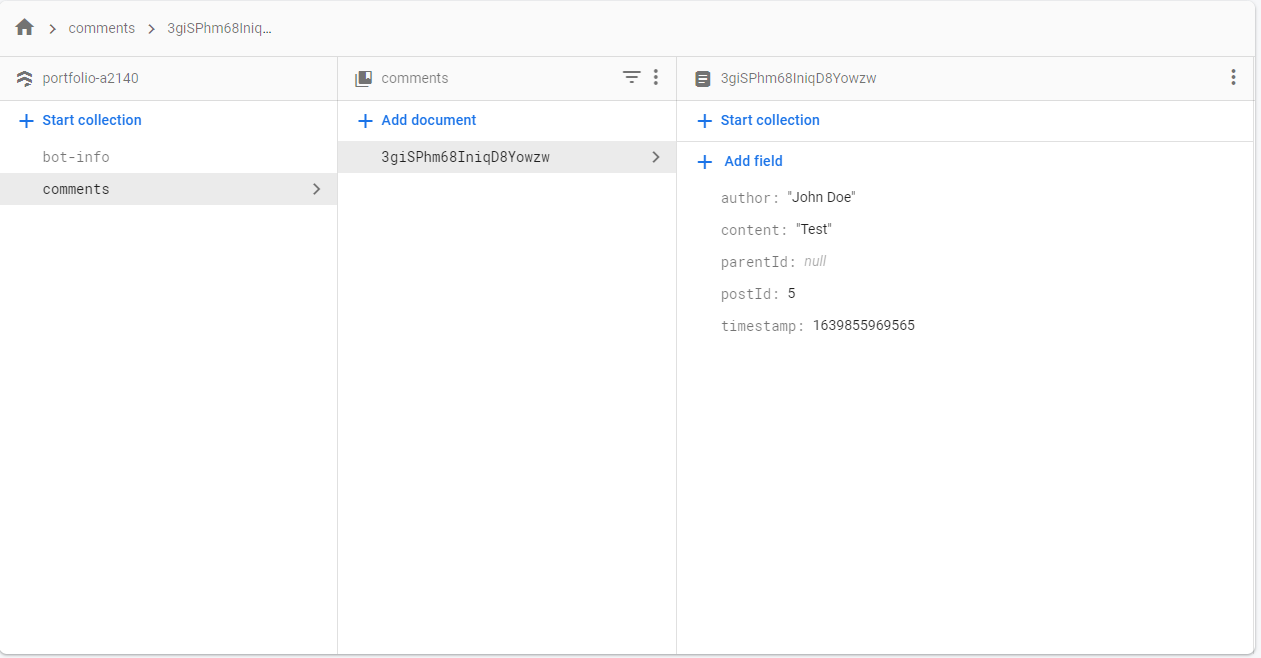 comments 3giSPhm68Iniq...
portfolio-a2140
comments
3giSPhm68IniqD8Yowzw
Start collection
Add document
Start collection
bot-info
comments
3giSPhm68IniqD8Yowzw
Add field
author: "John Doe"
content: "Test"
parentId: null
postId: 5
timestamp: 1639855969565